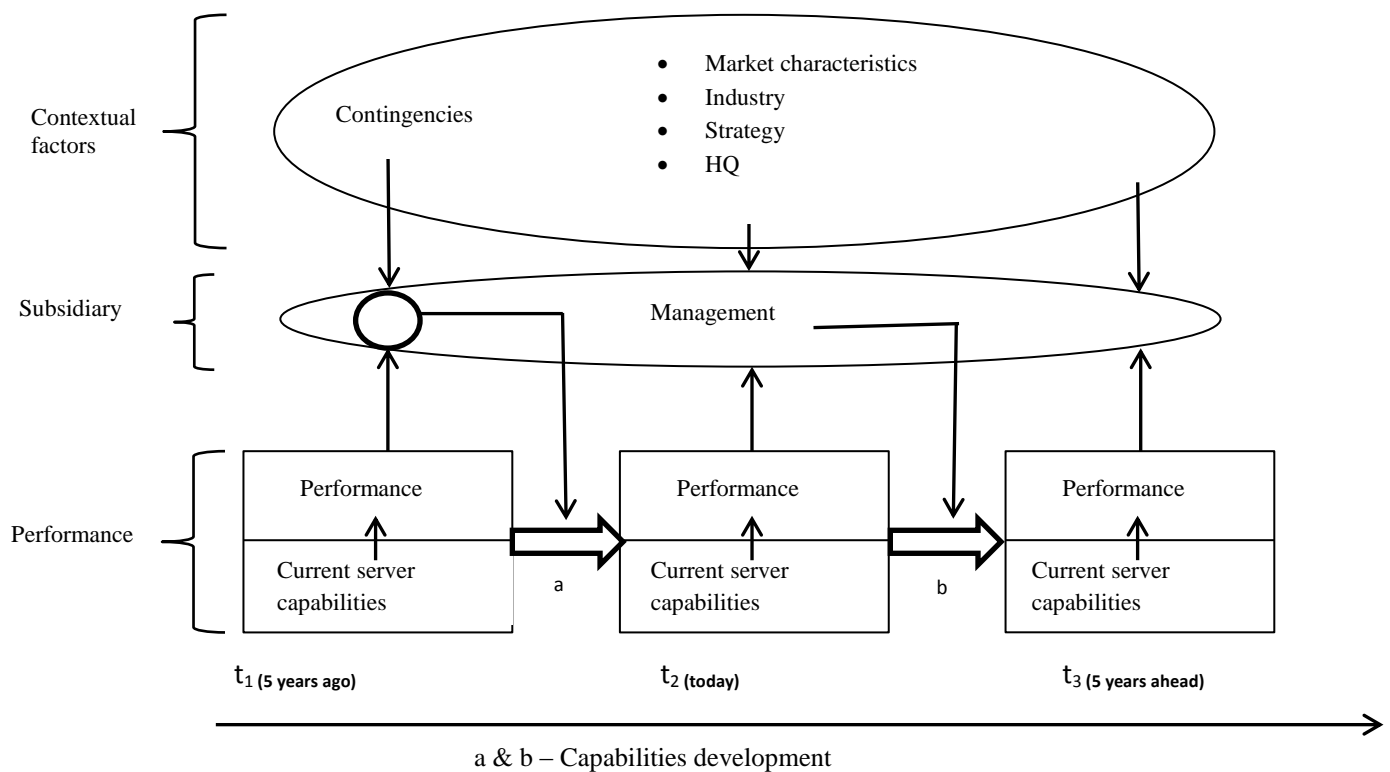 Contextual
factors
Contingencies
• Market characteristics
• Industry
• Strategy
• HQ
Subsidiary
Management
Performance
Performance
Performance
Performance
Current server
capabilities
Current server
capabilities
Current server
capabilities
a
b
t1 (5 years ago)
t2 (today)
t3 (5 years ahead)
a & b – Capabilities development